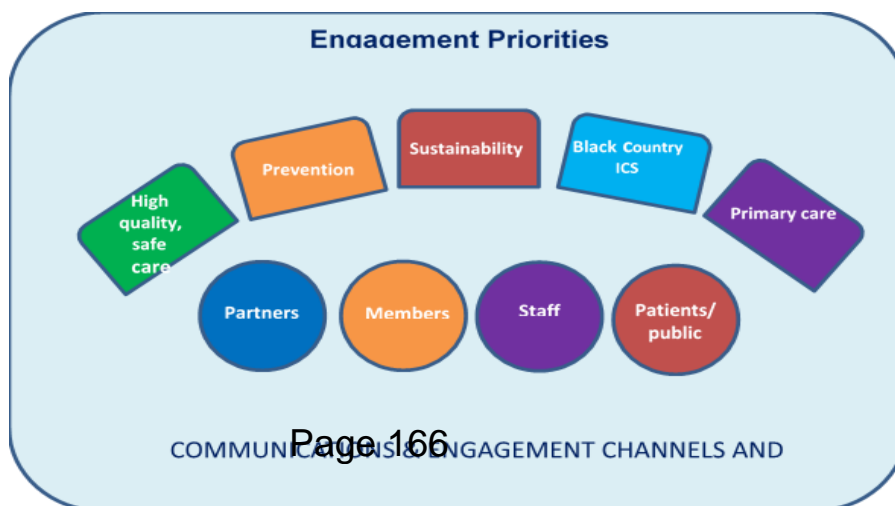 Engagement Priorities
High
quality,
safe
care
Prevention
Sustainability
Black Country
ICS
Primary care
Partners
Members
Staff
Patients/
public
COMMUNICATIONS & ENGAGEMENT CHANNELS AND
Page 166